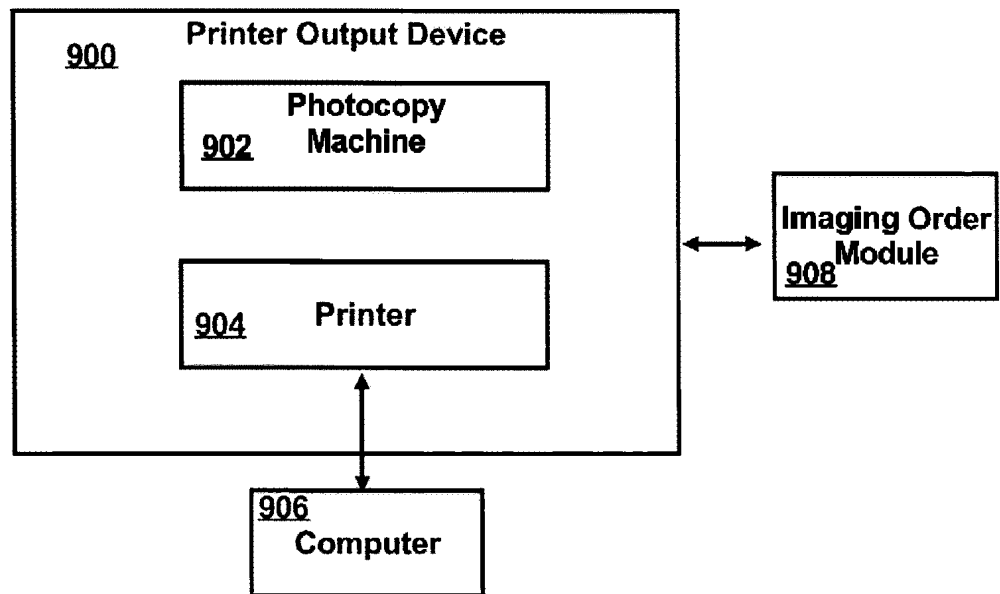 Printer Output Device
900
Photocopy
Machine
902
Imaging Order
Module
908
Printer
904
906
Computer